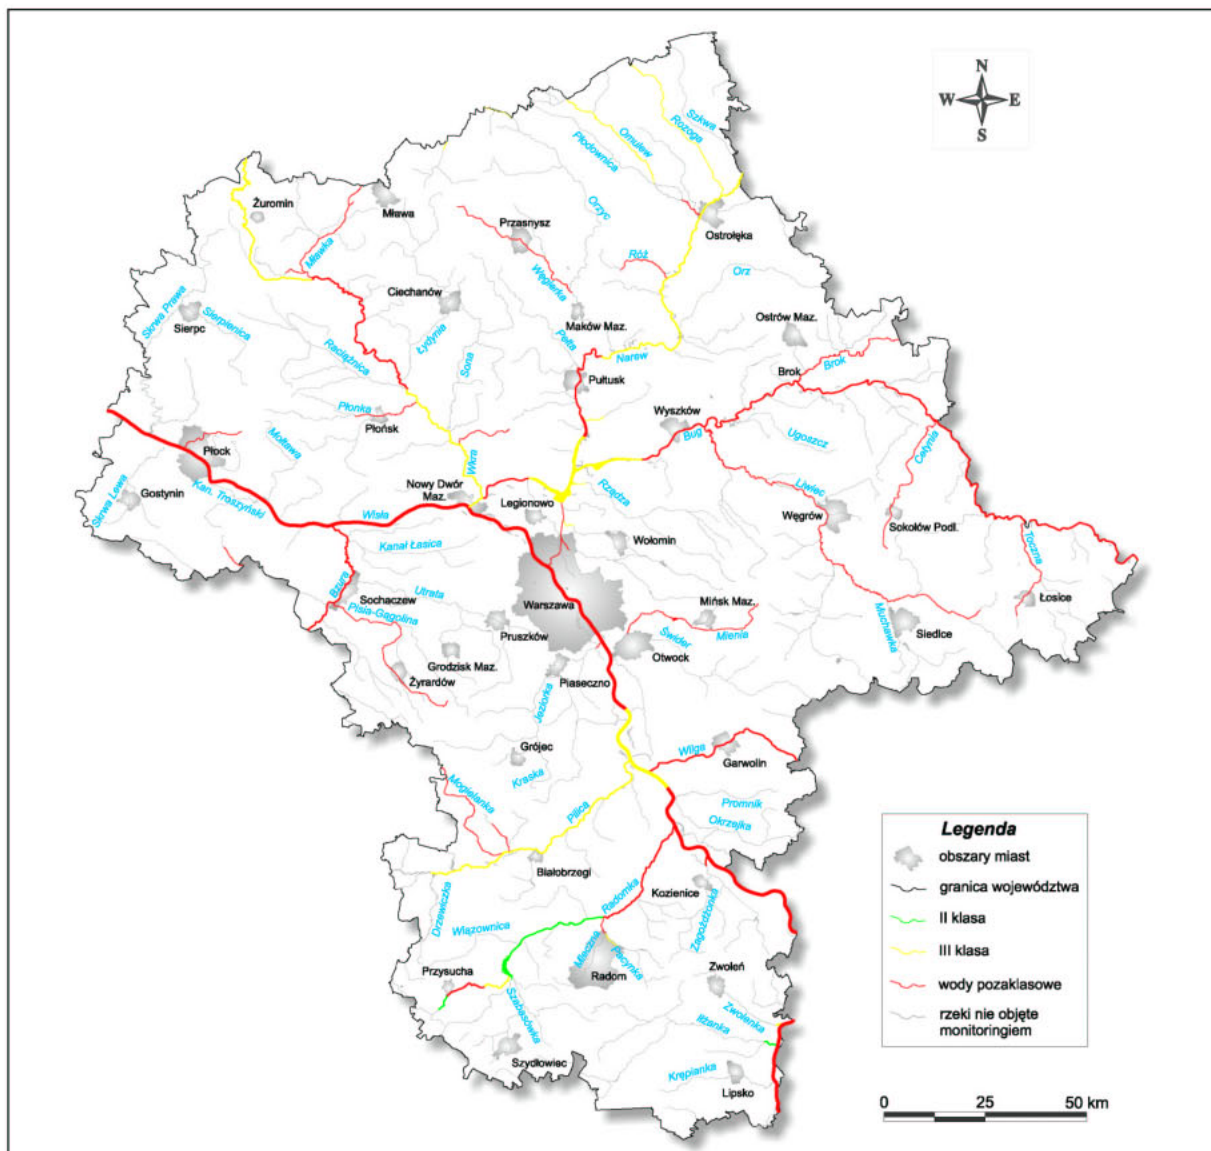 N
W E
S
Szkwa
Rozoga
Omulew
Płodownica
Żuromin
Mława
Orzyc
Przasnysz
Ostrołęka
Mławka
Róż
Orz
Węgierka
Ciechanów
Skrwa Prawa
Sierpc
Sierpienica
Maków Maz.
Ostrów Maz.
Łydynia
Pełta
Raciążnica
Sona
Narew
Brok
Brok
Pułtusk
Płonka
Płońsk
Wyszków
Bug
Ugoszcz
Cetynia
Mołtawa
Płock
Wkra
Skrwa Lewa
Gostynin
Kan. Troszyński
Nowy Dwór
Maz.
Legionowo
Rządza
Liwiec
Węgrów
Sokołów Podl.
Wisła
Kanał Łasica
Wołomin
Toczna
Bzura
Sochaczew
Utrata
Warszawa
Mińsk Maz.
Łosice
Pisia-Gągolina
Pruszków
Świder
Mienia
Muchawka
Siedlce
Otwock
Grodzisk Maz.
Żyrardów
Piaseczno
Jeziorka
Grójec
Wilga
Garwolin
Kraska
Mogielanka
Pilica
Promnik
Okrzejka
Białobrzegi
Kozienice
Radomka
Drzewiczka
Wiązownica
Zagożdżonka
Mleczna
Pacynka
Radom
Przysucha
Zwoleń
Szabasówka
Zwolenka
Iłżanka
Szydłowiec
Krępianka
Lipsko
Legenda
obszary miast
granica województwa
II klasa
III klasa
wody pozaklasowe
rzeki nie objęte
monitoringiem
0 25 50 km